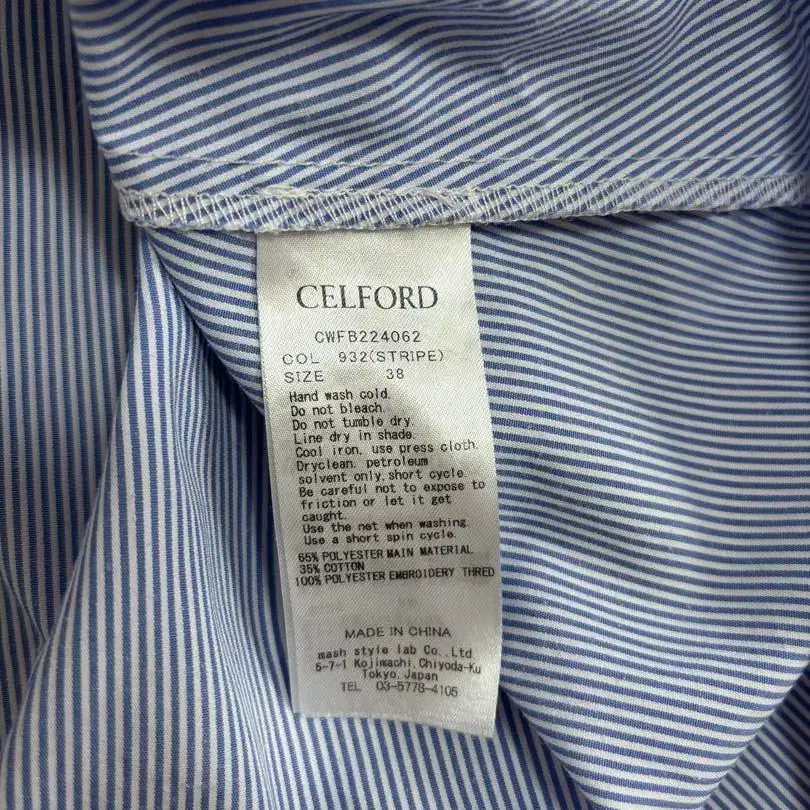 CELFORD
CWFB224062
COL 932(STRIPE)
SIZE 38
Hand wash cold.
Do not bleach.
Do not tumble dry.
Line dry in shade.
Cool iron, use press cloth.
Dryclean, petroleum
solvent only,short cycle.
Be careful not to expose to
friction or let it get
caught.
Use the net when washing
Use a short spin cycle.
65% POLYESTER MAIN MATERIAL
35% COTTON
100% POLYESTER EMBROIDERY THRED
MADE IN CHINA
mash style lab Co.,Ltd.
5-7-1 Kojimachi,Chiyoda-Ku
Tokyo,Japan
TEL 03-5778-4105